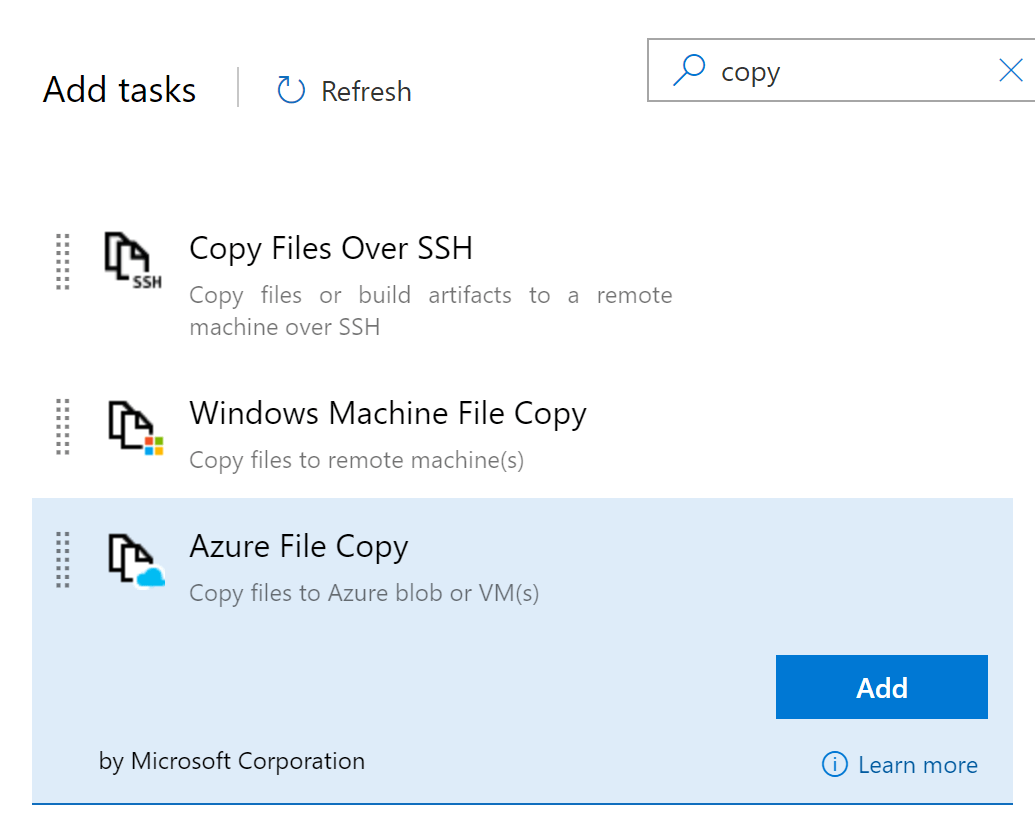 Add tasks
Refresh
copy
Copy Files Over SSH
SSH
Copy files or build artifacts to a remote
machine over SSH
Windows Machine File Copy
Copy files to remote machine(s)
Azure File Copy
Copy files to Azure blob or VM(s)
Add
by Microsoft Corporation
Learn more